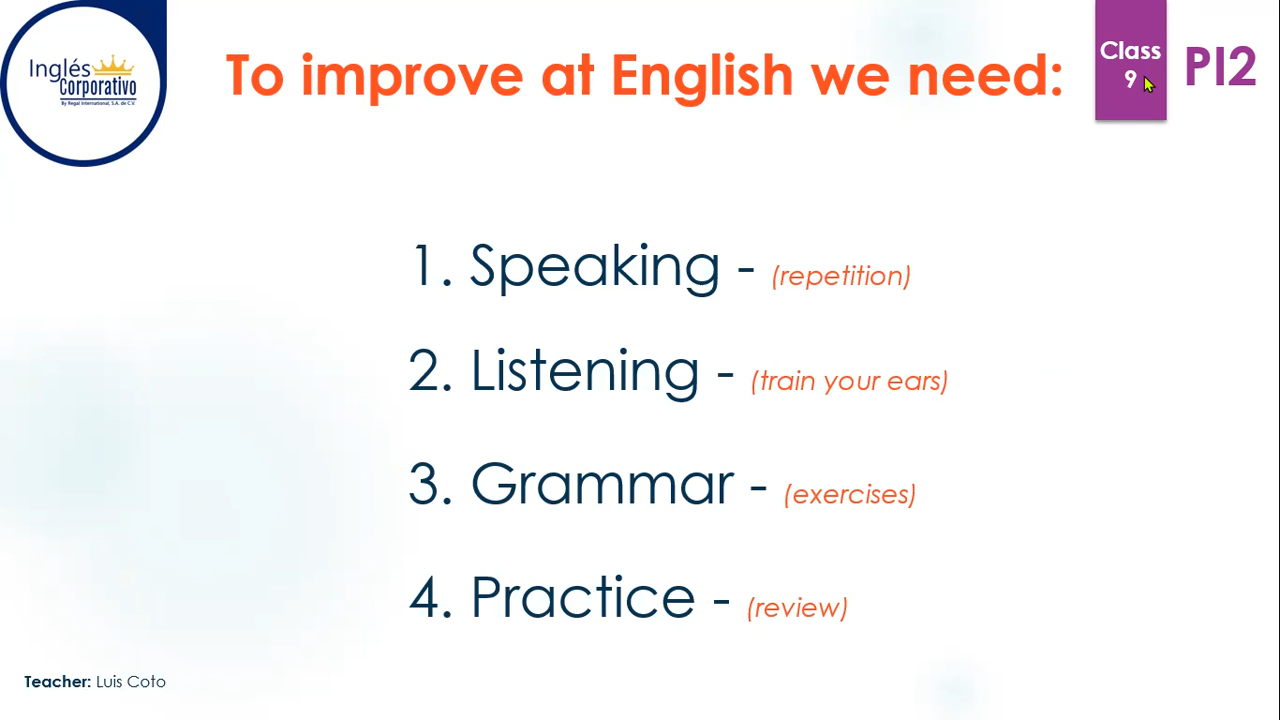 Inglés
Corporativo
By Regal International, S.A. de C.V.
To improve at English we need:
Class
9
PI2
1. Speaking - (repetition)
2. Listening - (train your ears)
3. Grammar - (exercises)
4. Practice - (review)
Teacher: Luis Coto